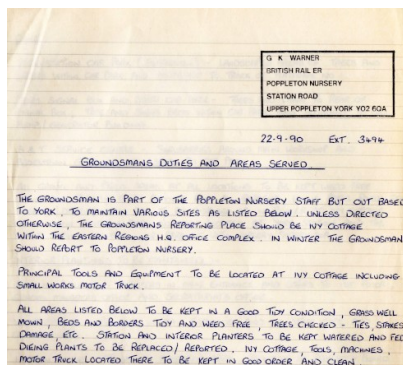 G K WARNER
BRITISH RAIL ER
POPPLETON NURSERY
STATION ROAD
UPPER POPPLETON YORK YO2 6QA
22-9-90 EXT. 3494
GROUNDSMANS DUTIES AND AREAS SERVED
THE GROUNDSMAN IS PART OF THE POPPLETON NURSERY STAFF BUT OUT BASED
TO YORK. TO MAINTAIN VARIOUS SITES AS LISTED BELOW. UNLESS DIRECTED
OTHERWISE, THE GROUNDSMANS REPORTING PLACE SHOULD BE IVY COTTAGE
WITHIN THE EASTERN REGIONS H.Q. OFFICE COMPLEX. IN WINTER THE GROUNDSMAN
SHOULD REPORT TO POPPLETON NURSERY.
PRINCIPAL TOOLS AND EQUIPMENT TO BE LOCATED AT IVY COTTAGE INCLUDING
SMALL WORKS MOTOR TRUCK.
ALL AREAS LISTED BELOW TO BE KEPT IN A GOOD TIDY CONDITION, GRASS WELL
MOWN, BEDS AND BORDERS TIDY AND WEED FREE, TREES CHECKED - TIES, STAKES
DAMAGE, ETC. STATION AND INTERIOR PLANTERS TO BE KEPT WATERED AND FED
DIEING PLANTS TO BE REPLACED / REPORTED. IVY COTTAGE, TOOLS, MACHINES,
MOTOR TRUCK LOCATED THERE TO BE KEPT IN GOOD ORDER AND CLEAN.